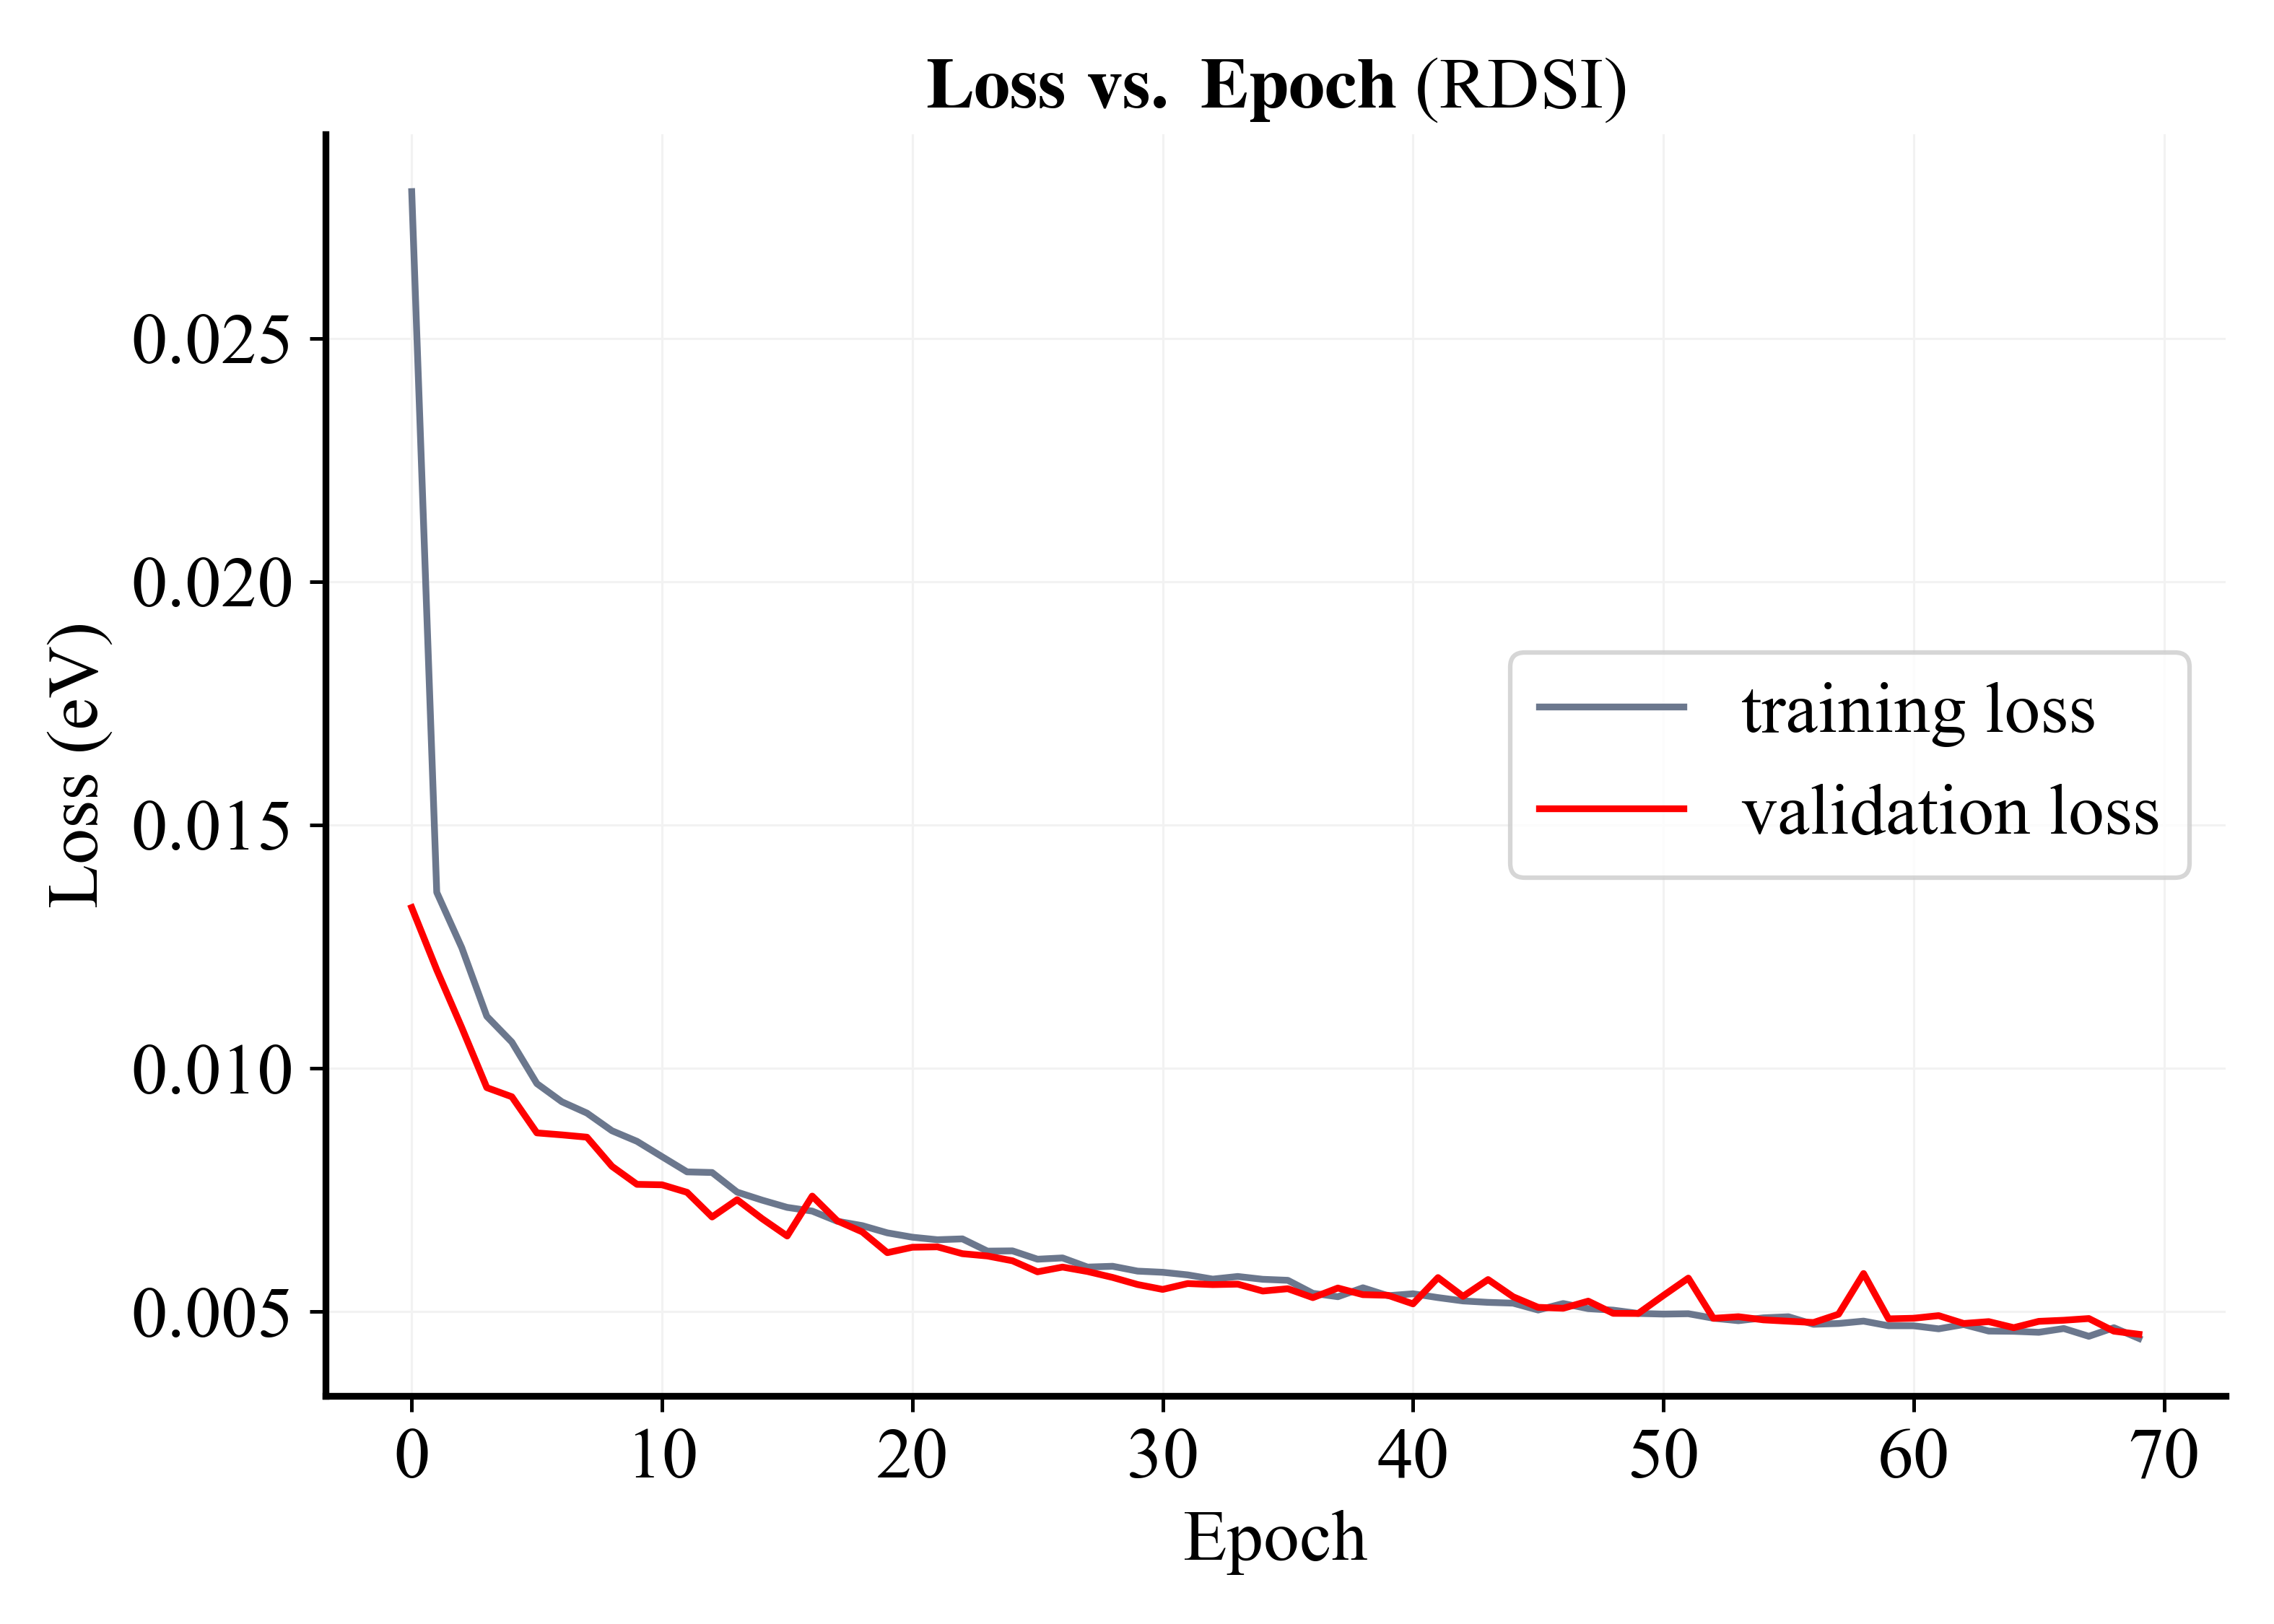 Loss vs. Epoch (RDSI)
Loss (eV)
0.025
0.020
0.015
0.010
0.005
training loss
validation loss
0 10 20 30 40 50 60 70
Epoch